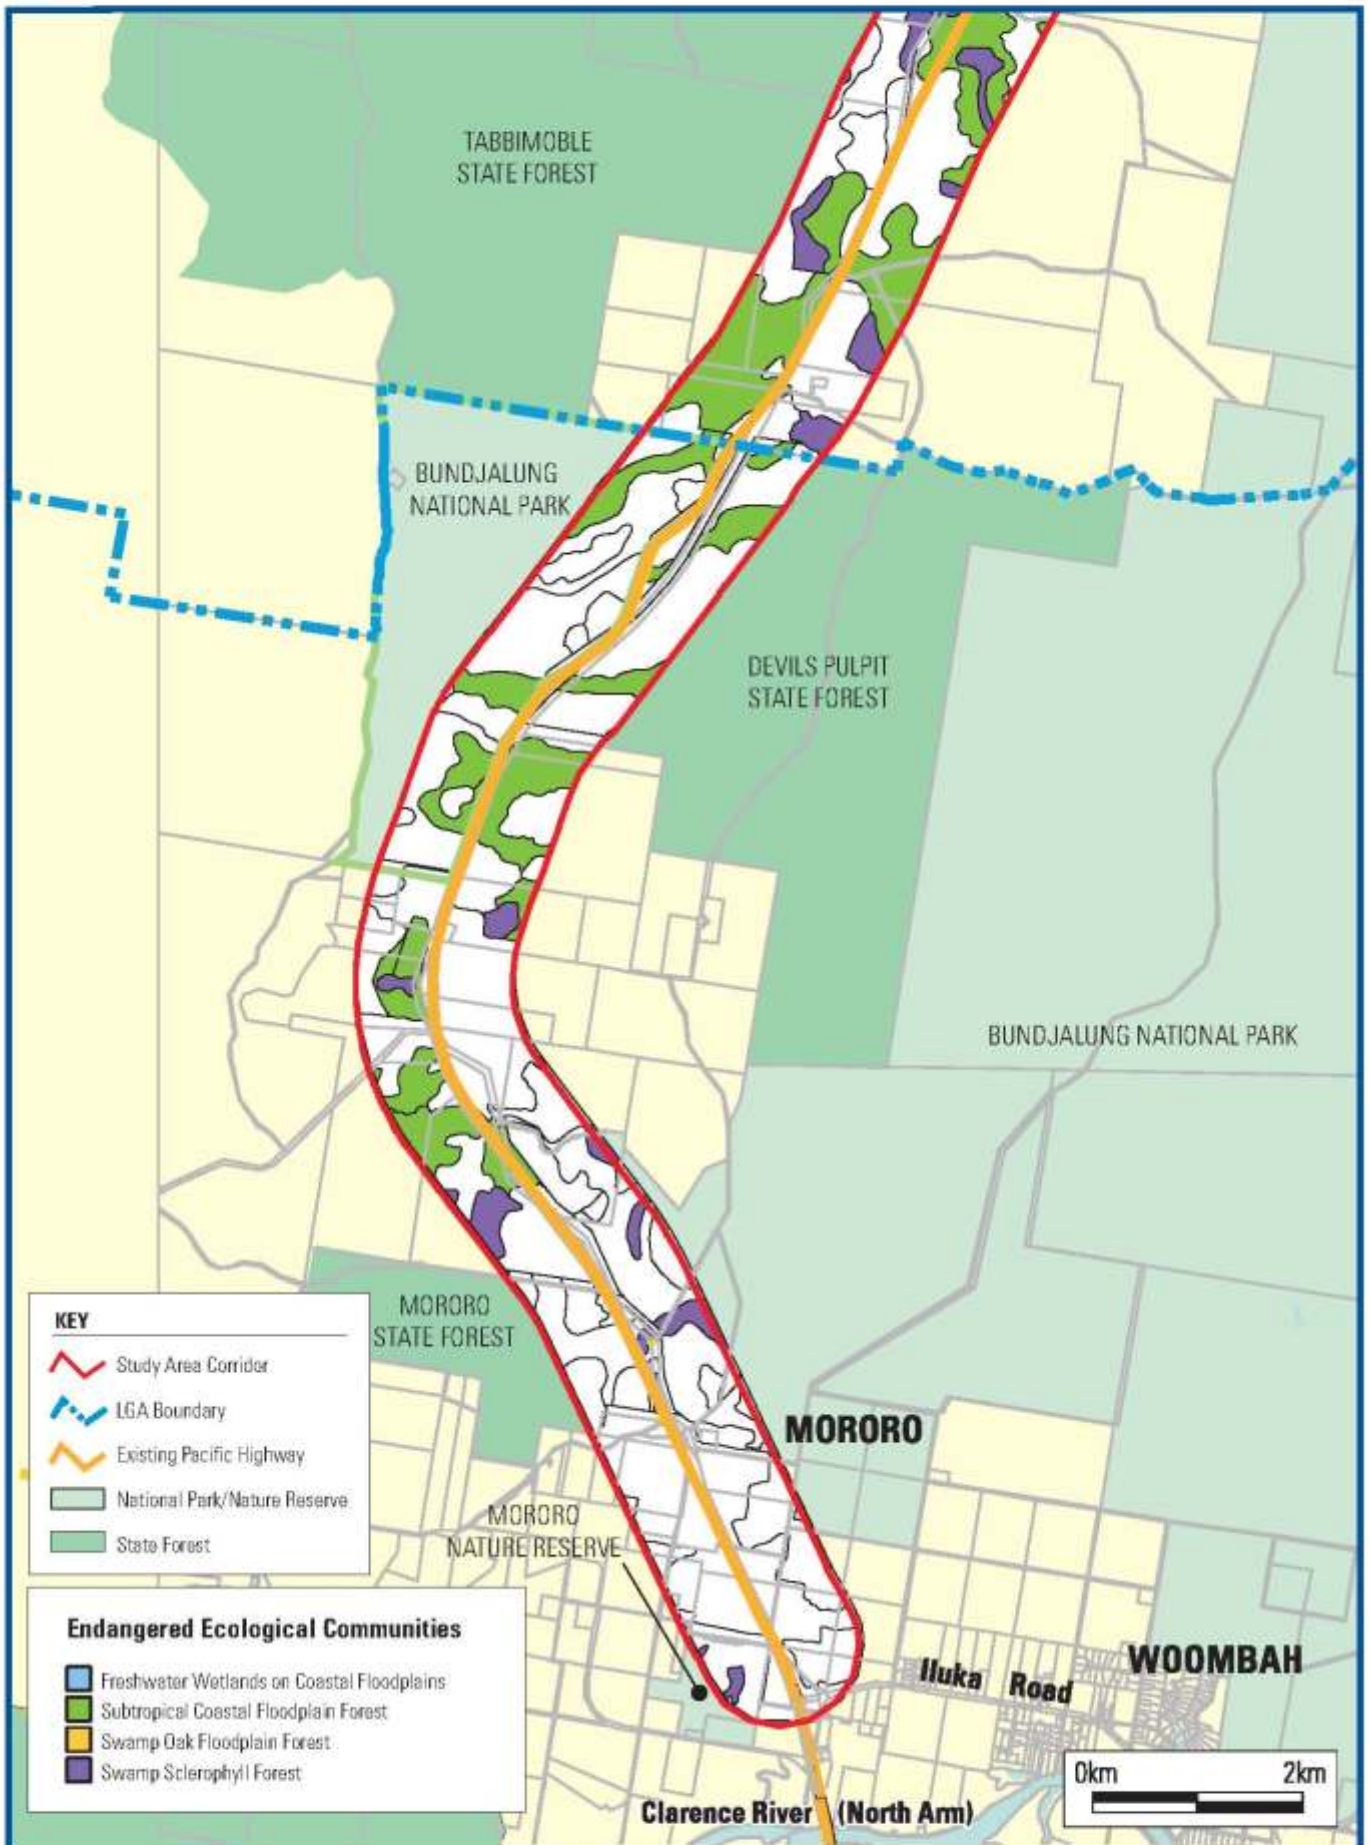 TABBIMOBLE
STATE FOREST
BUNDJALUNG
NATIONAL PARK
DEVILS PULPIT
STATE FOREST
BUNDJALUNG NATIONAL PARK
MORORO
STATE FOREST
MORORO
MORORO
NATURE RESERVE
KEY
Study Area Corridor
LGA Boundary
Existing Pacific Highway
National Park/Nature Reserve
State Forest
Endangered Ecological Communities
Freshwater Wetlands on Coastal Floodplains
Subtropical Coastal Floodplain Forest
Swamp Oak Floodplain Forest
Swamp Sclerophyll Forest
WOOMBAH
Iluka Road
0km 2km
Clarence River (North Arm)